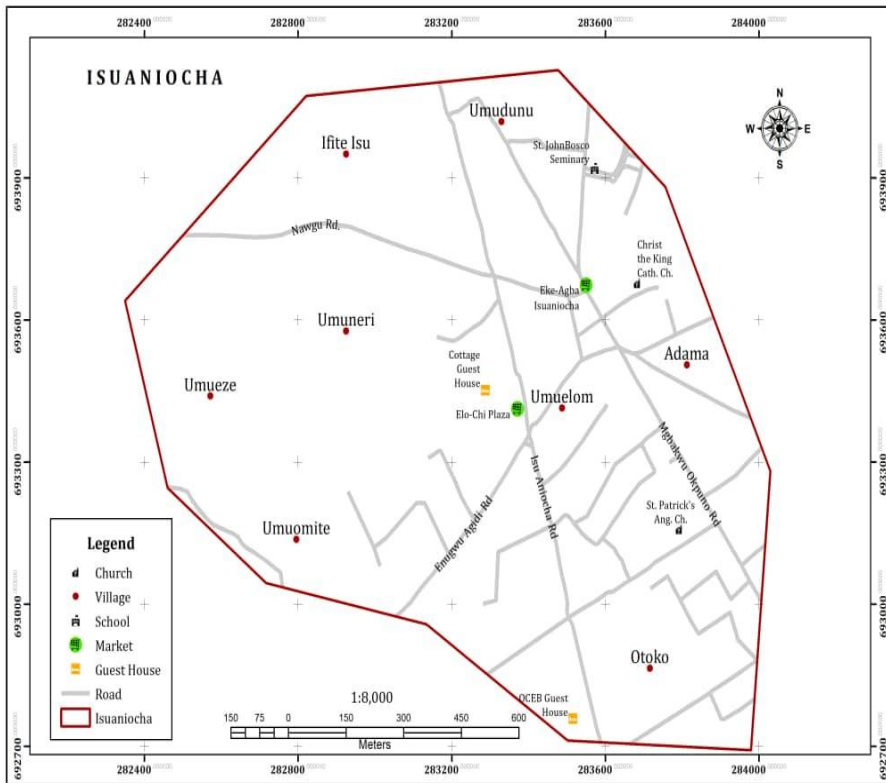 282400 282800 283200 283600 284000
ISUANIOCHA
N
W E
S
Umudunu
Ifite Isu
St. JohnBosco
Seminary
693900 693900
Nawgu Rd.
Christ
the King
Cath. Ch.
Eke-Agba
Isuaniocha
693600 693600
Umuneri
Adama
Cottage
Guest
House
Umueze
Umuelom
Elo-Chi Plaza
693300 693300
Mgbakwu Okpuno Rd
Isu Aniocha Rd
Enugwu Agidi Rd
St. Patrick's
Ang. Ch.
Umuomite
693000 693000
Otoko
OCEB Guest
House
Legend
Church
Village
School
Market
Guest House
Road
Isuaniocha
1:8,000
150 75 0 150 300 450 600
Meters
692700 692700
282400 282800 283200 283600 284000